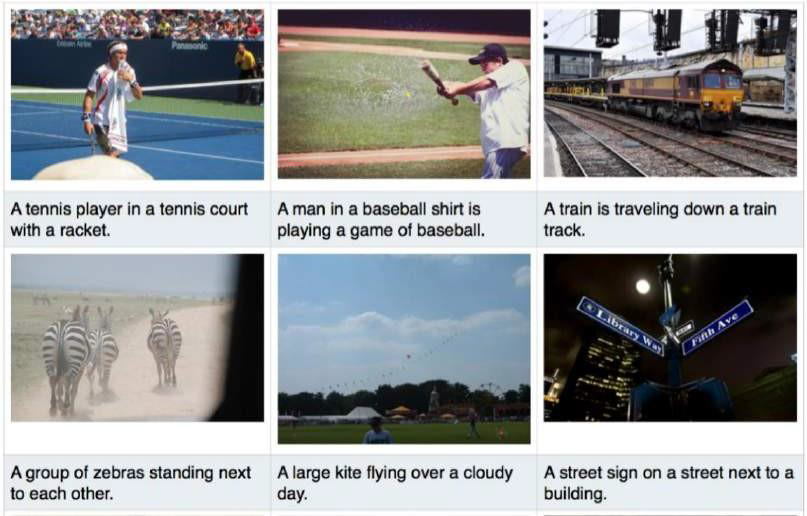 Emirates Airline
Panasonic
A tennis player in a tennis court
with a racket.
A man in a baseball shirt is
playing a game of baseball.
A train is traveling down a train
track.
Library Way
Fifth Ave
A group of zebras standing next
to each other.
A large kite flying over a cloudy
day.
A street sign on a street next to a
building.